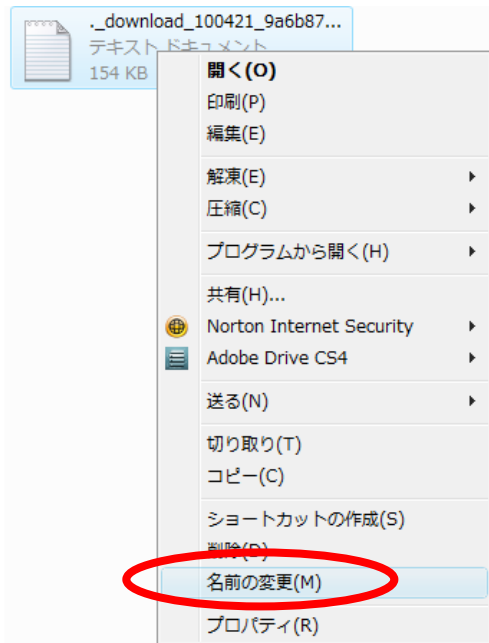 ._download_100421_9a6b87...
テキスト ドキュメント
154 KB
開く(O)
印刷(P)
編集(E)
解凍(E)
圧縮(C)
プログラムから開く(H)
共有(H)...
Norton Internet Security
Adobe Drive CS4
送る(N)
切り取り(T)
コピー(C)
ショートカットの作成(S)
削除(D)
名前の変更(M)
プロパティ(R)